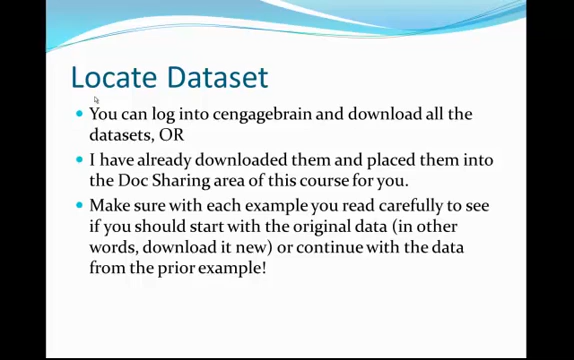 Locate Dataset
• You can log into cengagebrain and download all the
datasets, OR
• I have already downloaded them and placed them into
the Doc Sharing area of this course for you.
• Make sure with each example you read carefully to see
if you should start with the original data (in other
words, download it new) or continue with the data
from the prior example!